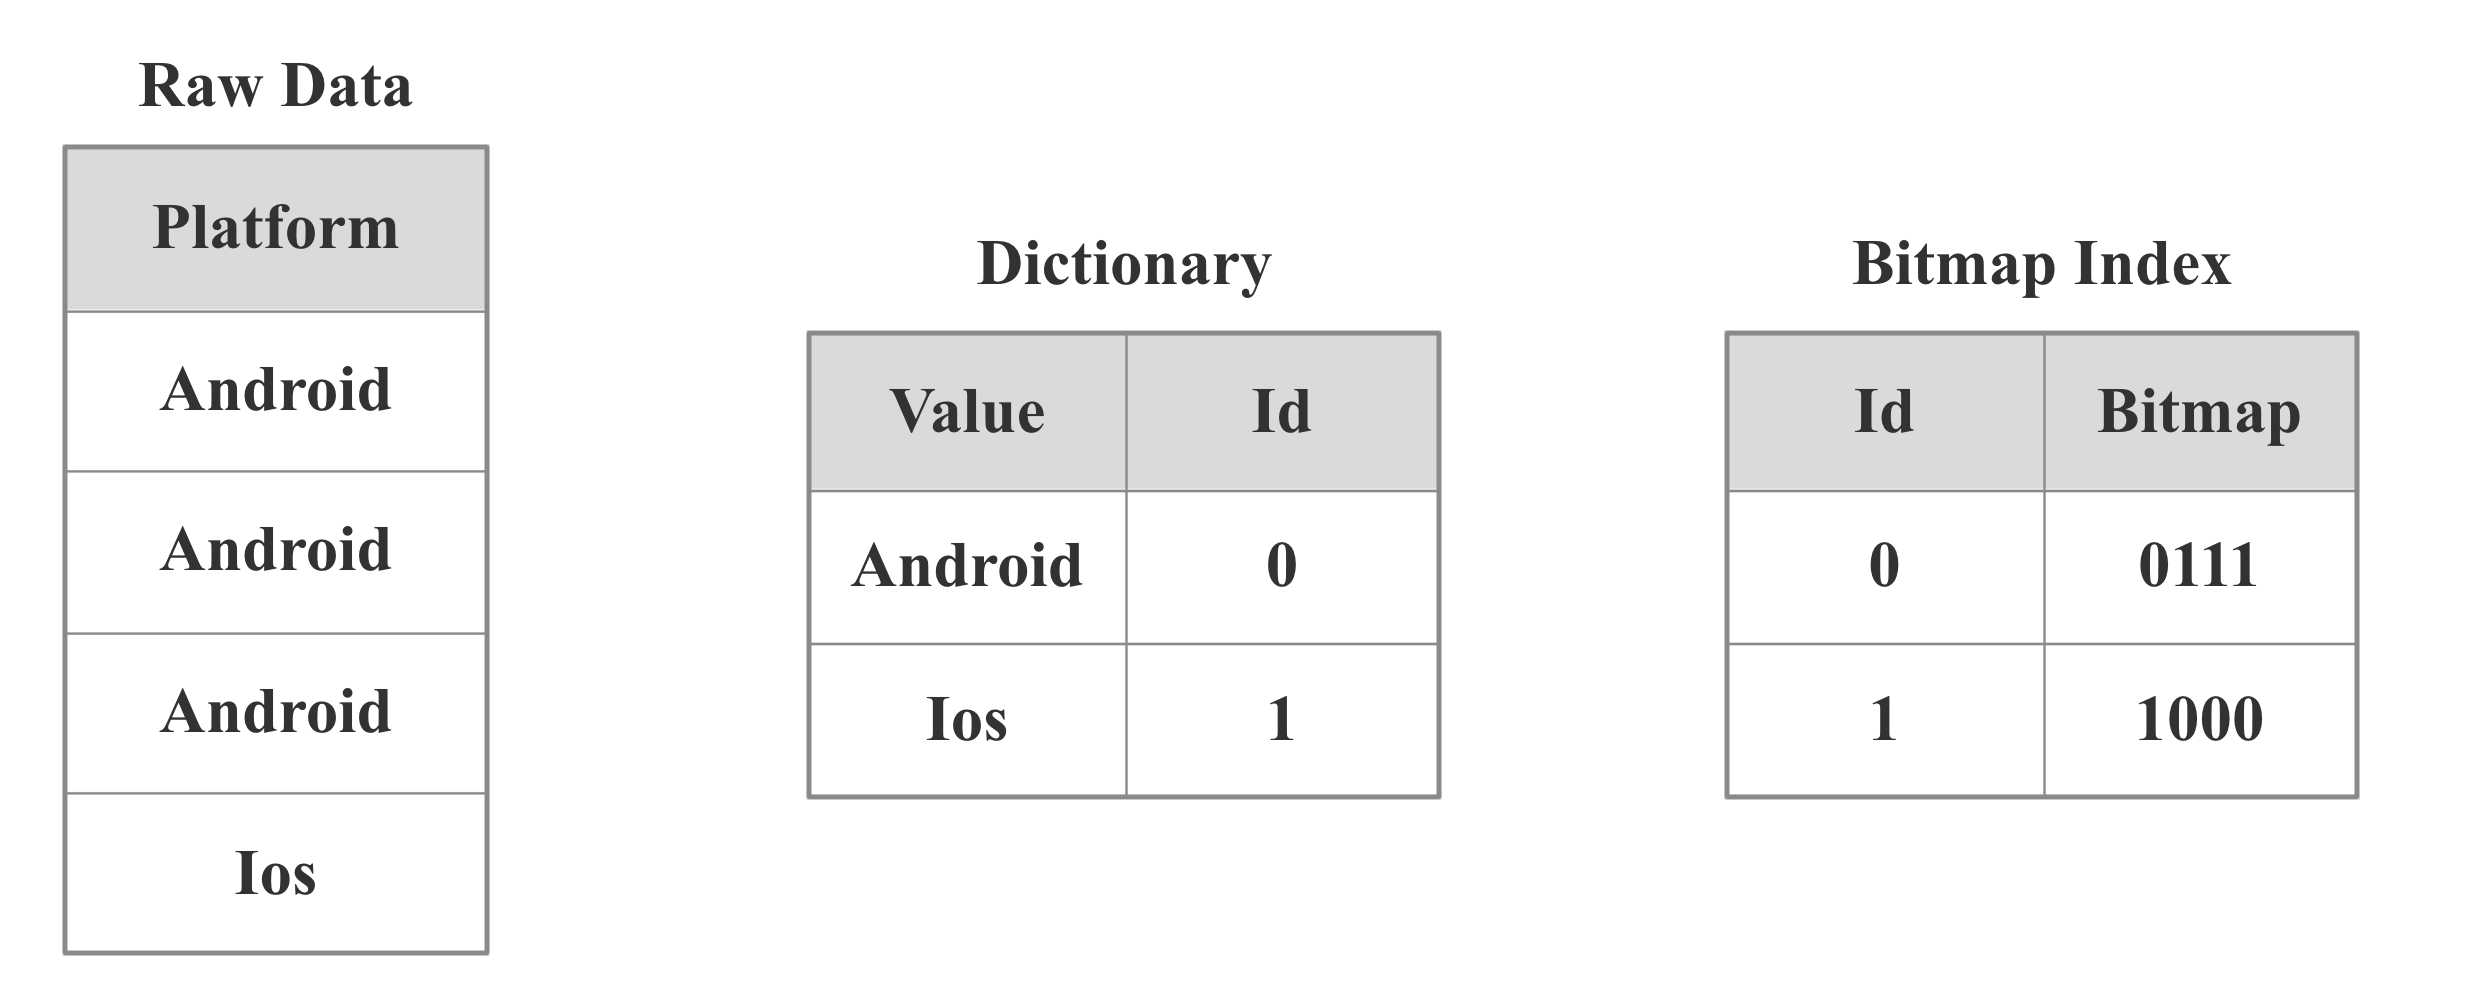 Raw Data
Platform
Android
Android
Android
Ios
Dictionary
Value Id
Android 0
Ios 1
Bitmap Index
Id Bitmap
0 0111
1 1000